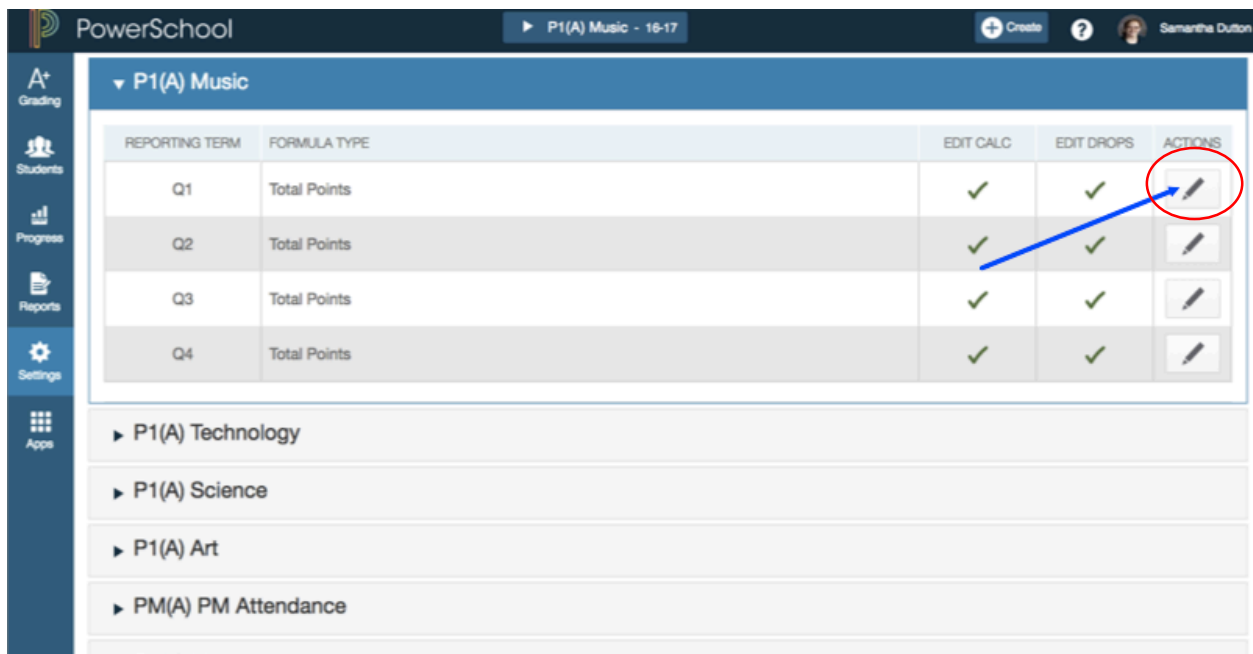 PowerSchool
P1(A) Music - 16-17
Create
?
Samantha Dutton
A+
Grading
Students
Progress
Reports
Settings
Apps
P1(A) Music
REPORTING TERM FORMULA TYPE EDIT CALC EDIT DROPS ACTIONS
Q1 Total Points
Q2 Total Points
Q3 Total Points
Q4 Total Points
P1(A) Technology
P1(A) Science
P1(A) Art
PM(A) PM Attendance